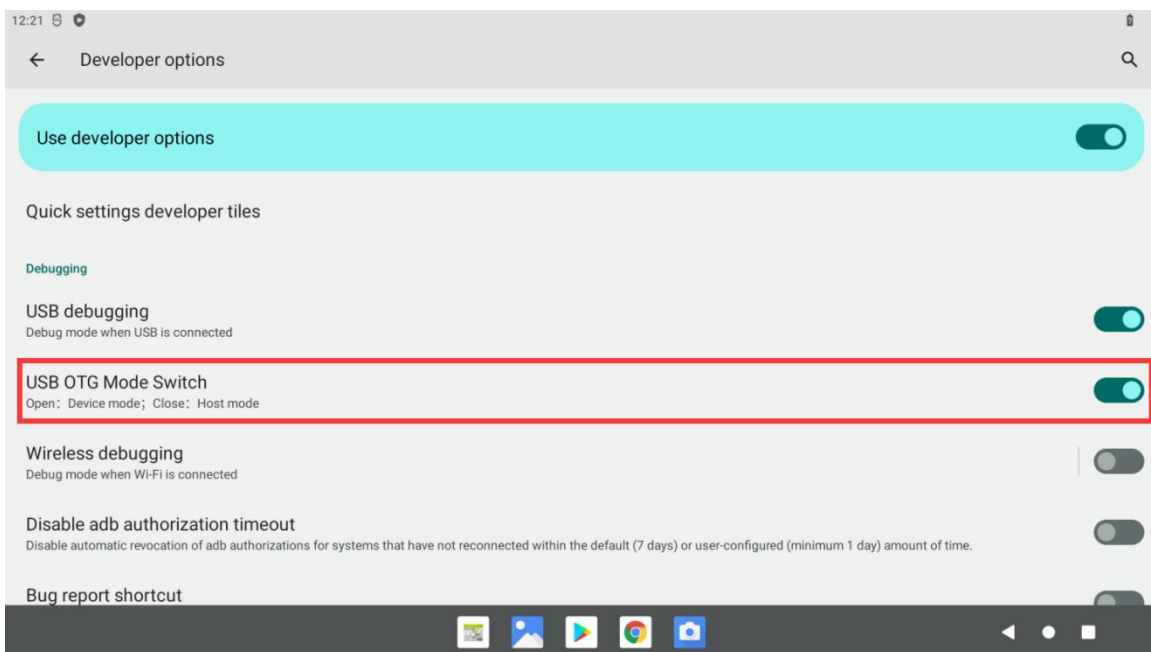 12:21
Developer options
Use developer options
Quick settings developer tiles
Debugging
USB debugging
Debug mode when USB is connected
USB OTG Mode Switch
Open：Device mode；Close：Host mode
Wireless debugging
Debug mode when Wi-Fi is connected
Disable adb authorization timeout
Disable automatic revocation of adb authorizations for systems that have not reconnected within the default (7 days) or user-configured (minimum 1 day) amount of time.
Bug report shortcut